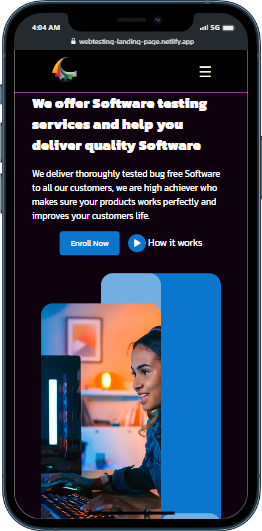 4:04 AM
5G
webtesting-landing-page.netlify.app
We offer Software testing
services and help you
deliver quality Software
We deliver thoroughly tested bug free Software
to all our customers, we are high achiever who
makes sure your products works perfectly and
improves your customers life.
Enroll Now
How it works